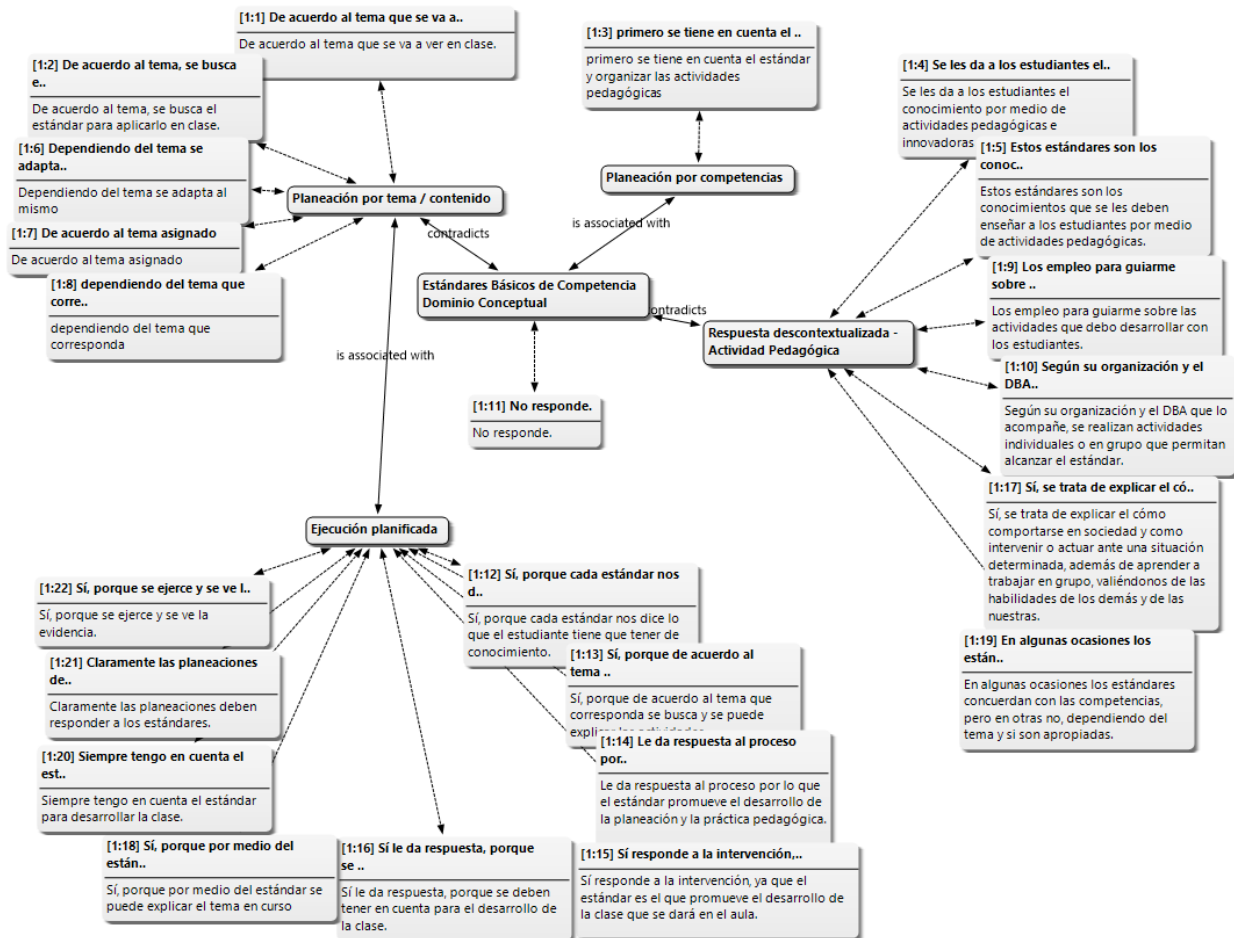 [1:1] De acuerdo al tema que se va a..
De acuerdo al tema que se va a ver en clase.
[1:2] De acuerdo al tema, se busca
e..
De acuerdo al tema, se busca el
estándar para aplicarlo en clase.
[1:6] Dependiendo del tema se
adapta..
Dependiendo del tema se adapta al
mismo
[1:7] De acuerdo al tema asignado
De acuerdo al tema asignado
[1:8] dependiendo del tema que
corre..
dependiendo del tema que
corresponda
Planeación por tema / contenido
[1:3] primero se tiene en cuenta el ..
primero se tiene en cuenta el estándar
y organizar las actividades
pedagógicas
Planeación por competencias
is associated with
contradicts
Estándares Básicos de Competencia
Dominio Conceptual
contradicts
Respuesta descontextualizada -
Actividad Pedagógica
is associated with
[1:11] No responde.
No responde.
[1:4] Se les da a los estudiantes el..
Se les da a los estudiantes el
conocimiento por medio de
actividades pedagógicas e
innovadoras
[1:5] Estos estándares son los
conoc..
Estos estándares son los
conocimientos que se les deben
enseñar a los estudiantes por medio
de actividades pedagógicas.
[1:9] Los empleo para guiarme
sobre ..
Los empleo para guiarme sobre las
actividades que debo desarrollar con
los estudiantes.
[1:10] Según su organización y el
DBA..
Según su organización y el DBA que lo
acompañe, se realizan actividades
individuales o en grupo que permitan
alcanzar el estándar.
[1:17] Sí, se trata de explicar el có..
Sí, se trata de explicar el cómo
comportarse en sociedad y como
intervenir o actuar ante una situación
determinada, además de aprender a
trabajar en grupo, valiéndonos de las
habilidades de los demás y de las
nuestras.
[1:19] En algunas ocasiones los
están..
En algunas ocasiones los estándares
concuerdan con las competencias,
pero en otras no, dependiendo del
tema y si son apropiadas.
Ejecución planificada
[1:22] Sí, porque se ejerce y se ve l..
Sí, porque se ejerce y se ve la
evidencia.
[1:21] Claramente las planeaciones
de..
Claramente las planeaciones deben
responder a los estándares.
[1:20] Siempre tengo en cuenta el
est..
Siempre tengo en cuenta el estándar
para desarrollar la clase.
[1:18] Sí, porque por medio del
están..
Sí, porque por medio del estándar se
puede explicar el tema en curso
[1:16] Sí le da respuesta, porque
se ..
Sí le da respuesta, porque se deben
tener en cuenta para el desarrollo de
la clase.
[1:12] Sí, porque cada estándar nos
d..
Sí, porque cada estándar nos dice lo
que el estudiante tiene que tener de
conocimiento.
[1:13] Sí, porque de acuerdo al
tema ..
Sí, porque de acuerdo al tema que
corresponda se busca y se puede
[1:14] Le da respuesta al proceso
por..
Le da respuesta al proceso por lo que
el estándar promueve el desarrollo de
la planeación y la práctica pedagógica.
[1:15] Sí responde a la intervención,..
Sí responde a la intervención, ya que el
estándar es el que promueve el desarrollo de
la clase que se dará en el aula.